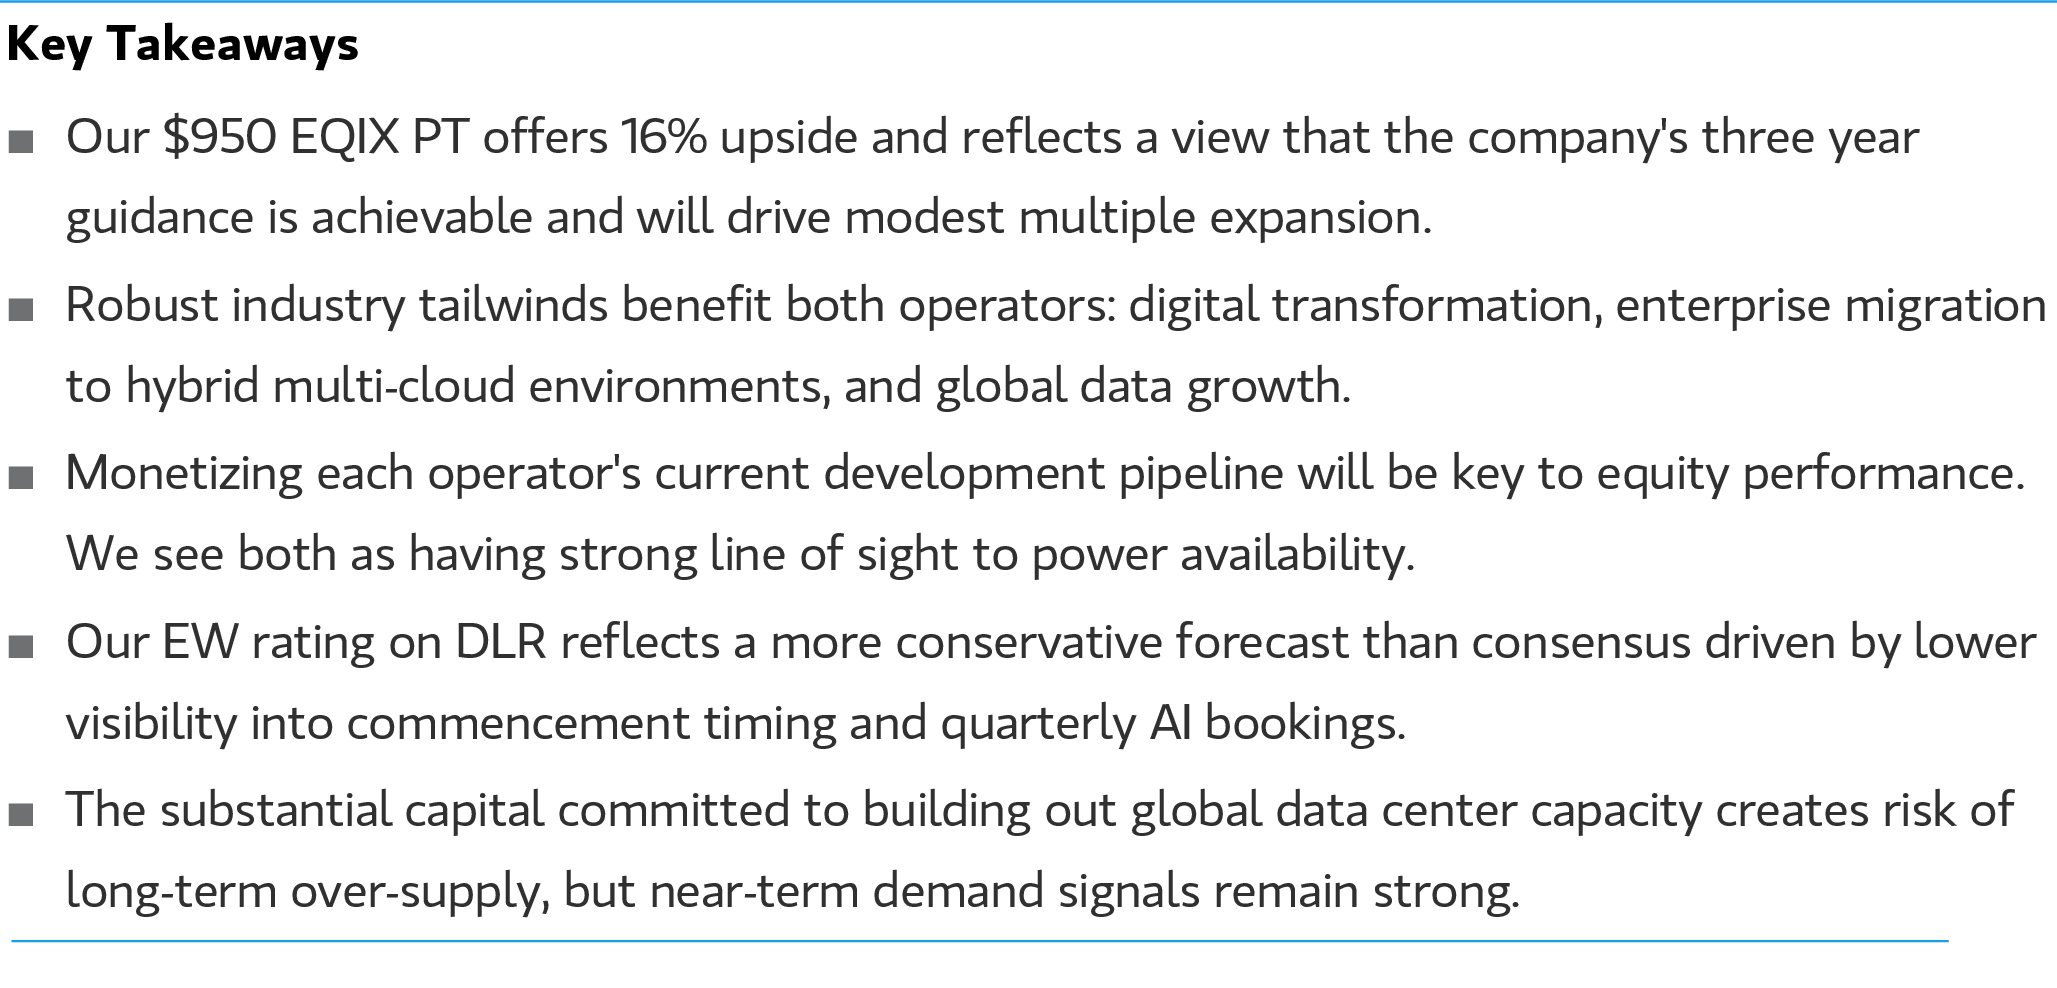 Key Takeaways
■ Our $950 EQIX PT offers 16% upside and reflects a view that the company's three year
guidance is achievable and will drive modest multiple expansion.
■ Robust industry tailwinds benefit both operators: digital transformation, enterprise migration
to hybrid multi-cloud environments, and global data growth.
■ Monetizing each operator's current development pipeline will be key to equity performance.
We see both as having strong line of sight to power availability.
■ Our EW rating on DLR reflects a more conservative forecast than consensus driven by lower
visibility into commencement timing and quarterly AI bookings.
■ The substantial capital committed to building out global data center capacity creates risk of
long-term over-supply, but near-term demand signals remain strong.